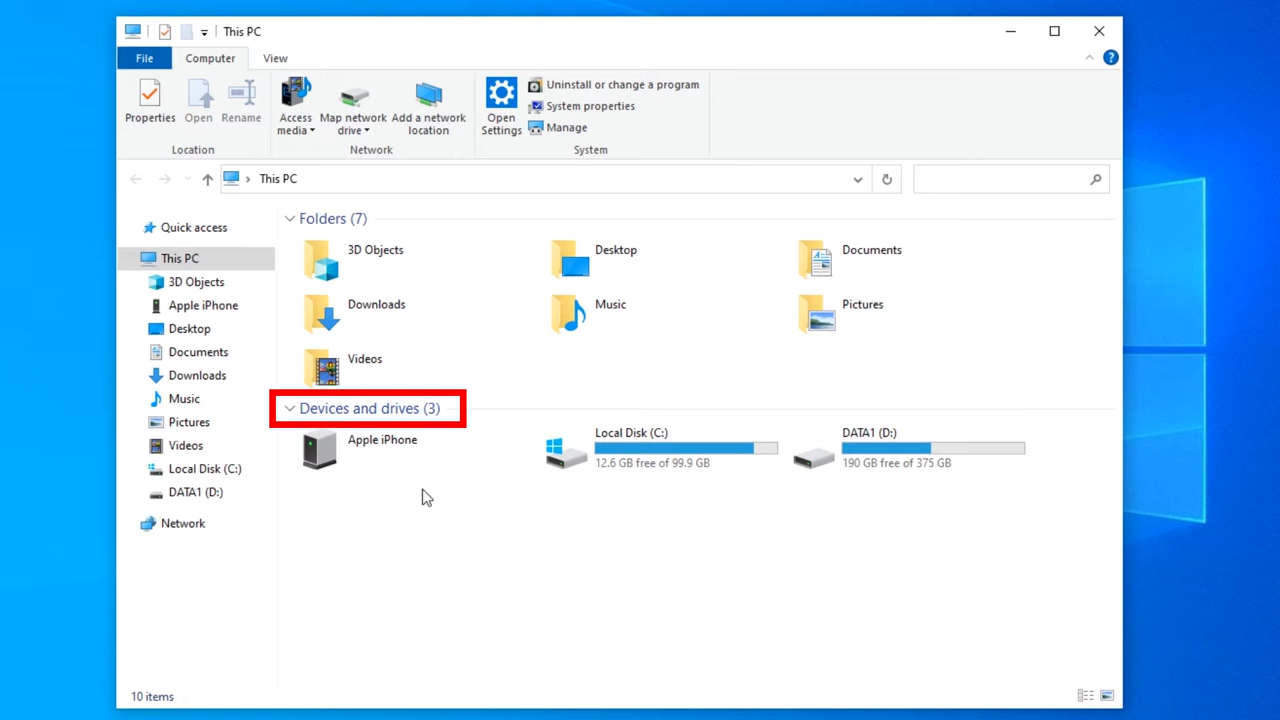 This PC
File
Computer
View
Properties
Open
Rename
Access media
Map network drive
Add a network location
Open Settings
Uninstall or change a program
System properties
Manage
Location
Network
System
This PC
Quick access
This PC
3D Objects
Apple iPhone
Desktop
Documents
Downloads
Music
Pictures
Videos
Local Disk (C:)
DATA1 (D:)
Network
Folders (7)
3D Objects
Desktop
Documents
Downloads
Music
Pictures
Videos
Devices and drives (3)
Apple iPhone
Local Disk (C:)
12.6 GB free of 99.9 GB
DATA1 (D:)
190 GB free of 375 GB
10 items